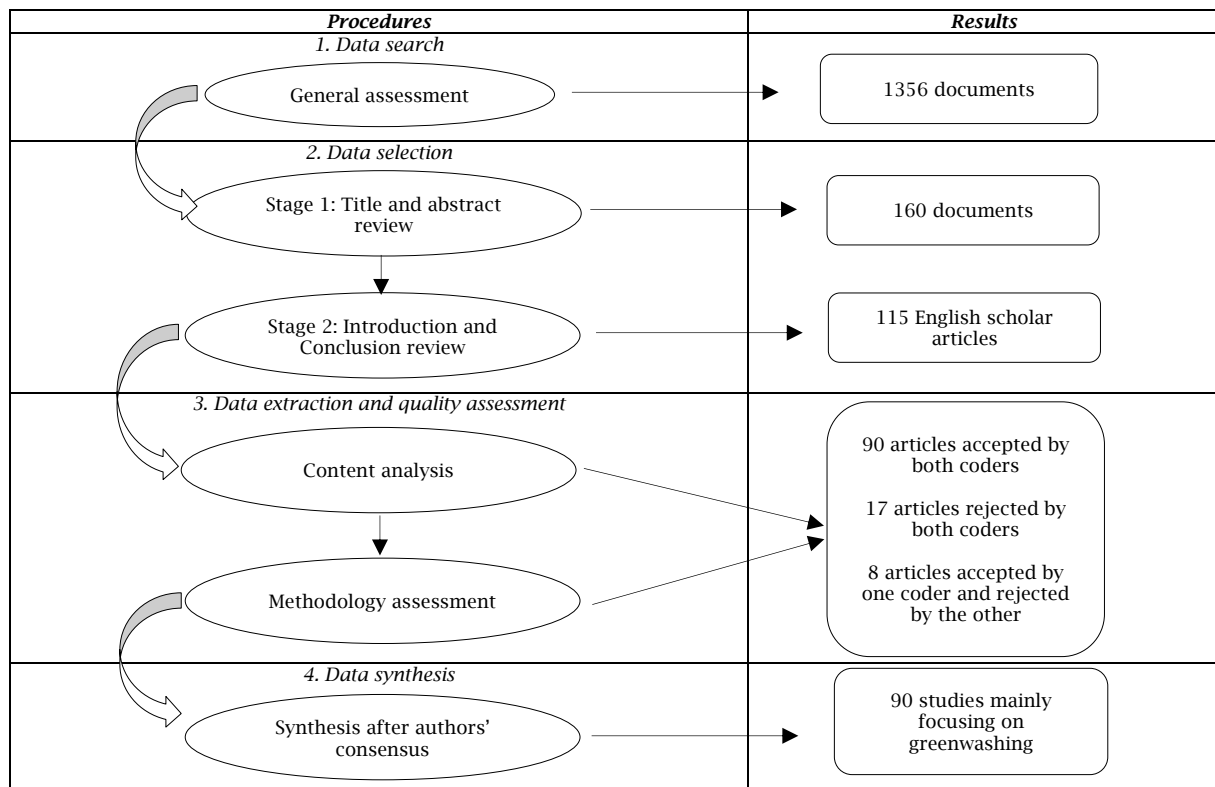 Procedures
Results
1. Data search
General assessment
1356 documents
2. Data selection
Stage 1: Title and abstract
review
160 documents
Stage 2: Introduction and
Conclusion review
115 English scholar
articles
3. Data extraction and quality assessment
Content analysis
Methodology assessment
90 articles accepted by
both coders
17 articles rejected by
both coders
8 articles accepted by
one coder and rejected
by the other
4. Data synthesis
Synthesis after authors’
consensus
90 studies mainly
focusing on
greenwashing